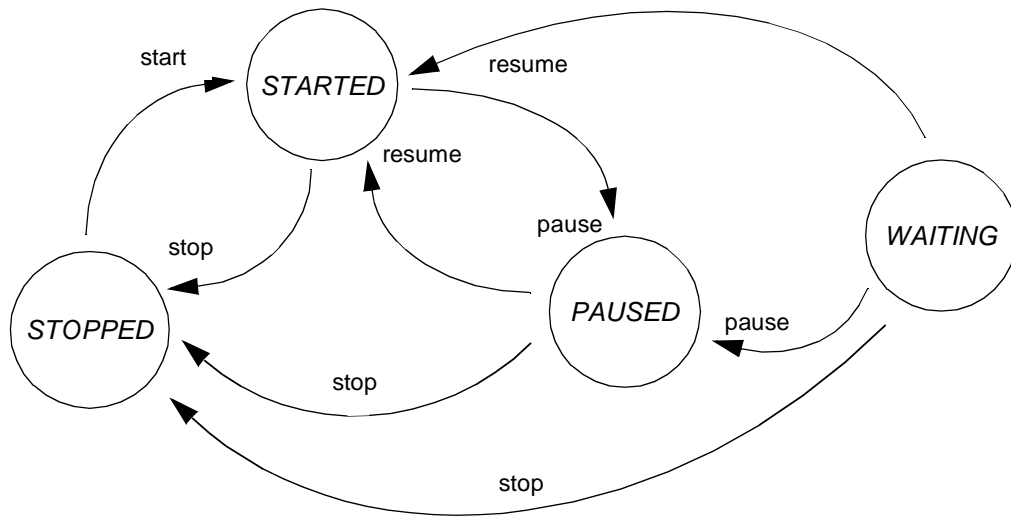 start
resume
STARTED
resume
pause
WAITING
stop
STOPPED
PAUSED
pause
stop
stop